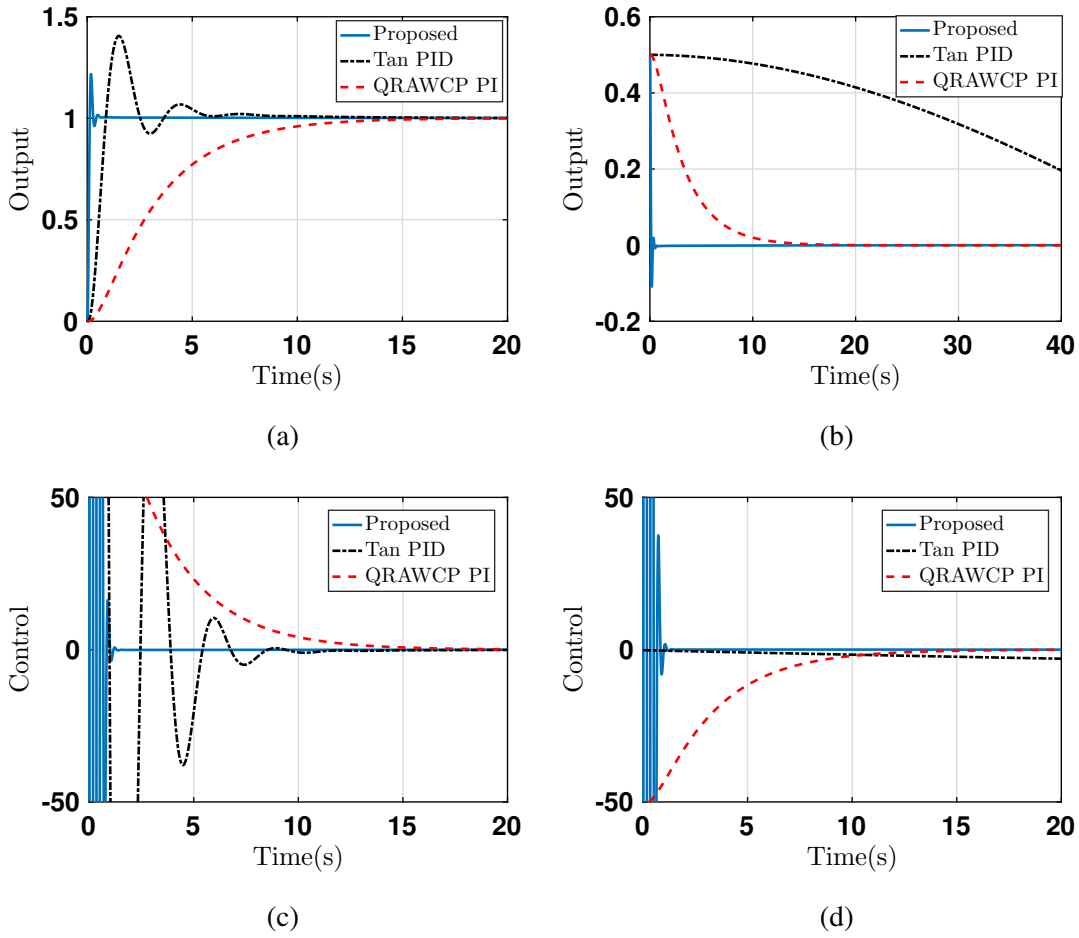 1.5
1
0.5
0
0 5 10 15 20
Output
Time(s)
Proposed
Tan PID
QRAWCP PI
(a)
0.6
0.4
0.2
0
-0.2
0 10 20 30 40
Output
Time(s)
Proposed
Tan PID
QRAWCP PI
(b)
50
0
-50
0 5 10 15 20
Control
Time(s)
Proposed
Tan PID
QRAWCP PI
(c)
50
0
-50
0 5 10 15 20
Control
Time(s)
Proposed
Tan PID
QRAWCP PI
(d)